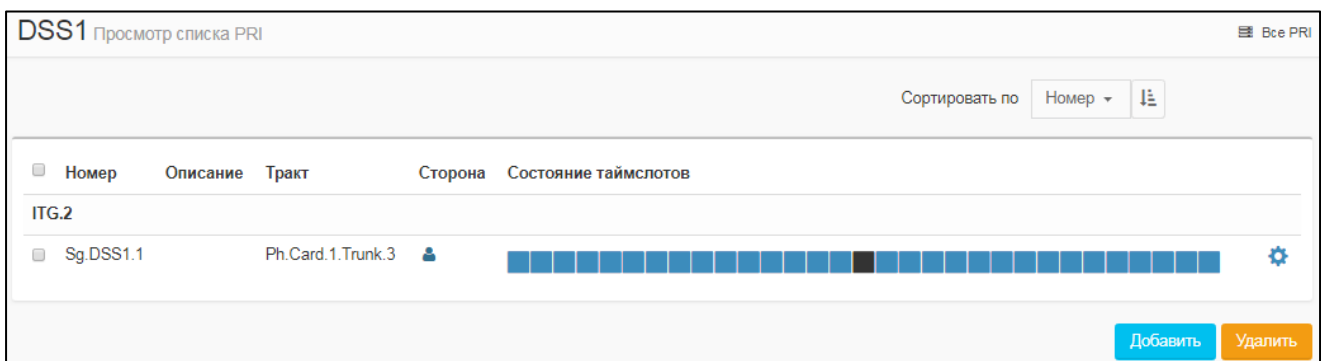 DSS1 Просмотр списка PRI
Все PRI
Сортировать по Номер
Номер Описание Тракт Сторона Состояние таймслотов
ITG.2
Sg.DSS1.1 Ph.Card.1.Trunk.3
Добавить Удалить